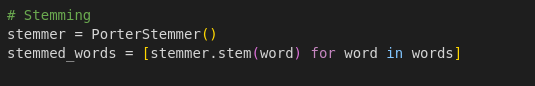 # Stemming
stemmer = PorterStemmer()
stemmed_words = [stemmer.stem(word) for word in words]